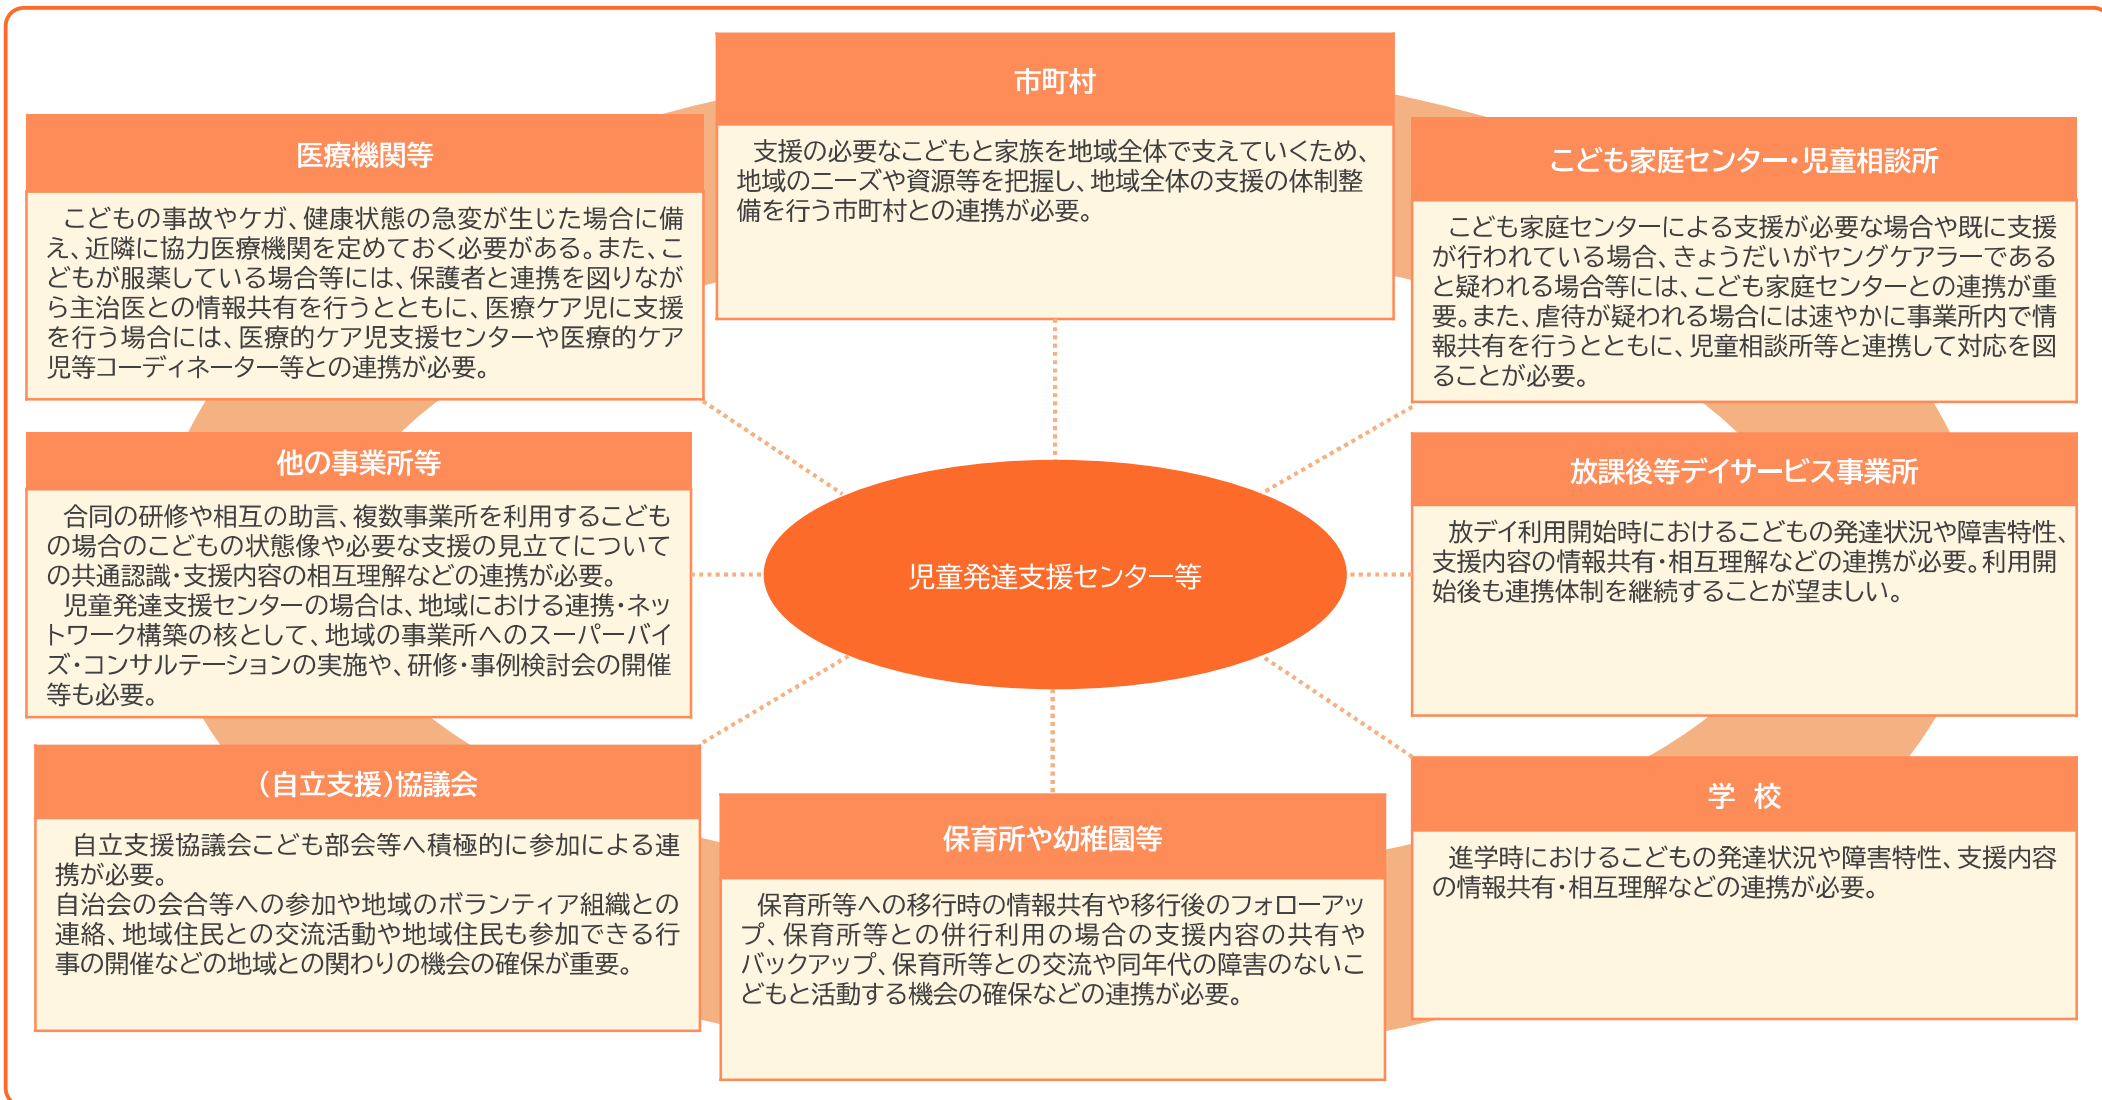 市町村
支援の必要なこどもと家族を地域全体で支えていくため、
地域のニーズや資源等を把握し、地域全体の支援の体制整
備を行う市町村との連携が必要。
医療機関等
こどもの事故やケガ、健康状態の急変が生じた場合に備
え、近隣に協力医療機関を定めておく必要がある。また、こ
どもが服薬している場合等には、保護者と連携を図りなが
ら主治医との情報共有を行うとともに、医療ケア児に支援
を行う場合には、医療的ケア児支援センターや医療的ケア
児等コーディネーター等との連携が必要。
こども家庭センター・児童相談所
こども家庭センターによる支援が必要な場合や既に支援
が行われている場合、きょうだいがヤングケアラーである
と疑われる場合等には、こども家庭センターとの連携が重
要。また、虐待が疑われる場合には速やかに事業所内で情
報共有を行うとともに、児童相談所等と連携して対応を図
ることが必要。
他の事業所等
合同の研修や相互の助言、複数事業所を利用するこども
の場合のこどもの状態像や必要な支援の見立てについて
の共通認識・支援内容の相互理解などの連携が必要。
児童発達支援センターの場合は、地域における連携・ネッ
トワーク構築の核として、地域の事業所へのスーパーバイ
ズ・コンサルテーションの実施や、研修・事例検討会の開催
等も必要。
児童発達支援センター等
放課後等デイサービス事業所
放デイ利用開始時におけるこどもの発達状況や障害特性、
支援内容の情報共有・相互理解などの連携が必要。利用開
始後も連携体制を継続することが望ましい。
（自立支援）協議会
自立支援協議会こども部会等へ積極的に参加による連
携が必要。
自治会の会合等への参加や地域のボランティア組織との
連絡、地域住民との交流活動や地域住民も参加できる行
事の開催などの地域との関わりの機会の確保が重要。
保育所や幼稚園等
保育所等への移行時の情報共有や移行後のフォローアッ
プ、保育所等との併行利用の場合の支援内容の共有や
バックアップ、保育所等との交流や同年代の障害のないこ
どもと活動する機会の確保などの連携が必要。
学　校
進学時におけるこどもの発達状況や障害特性、支援内容
の情報共有・相互理解などの連携が必要。